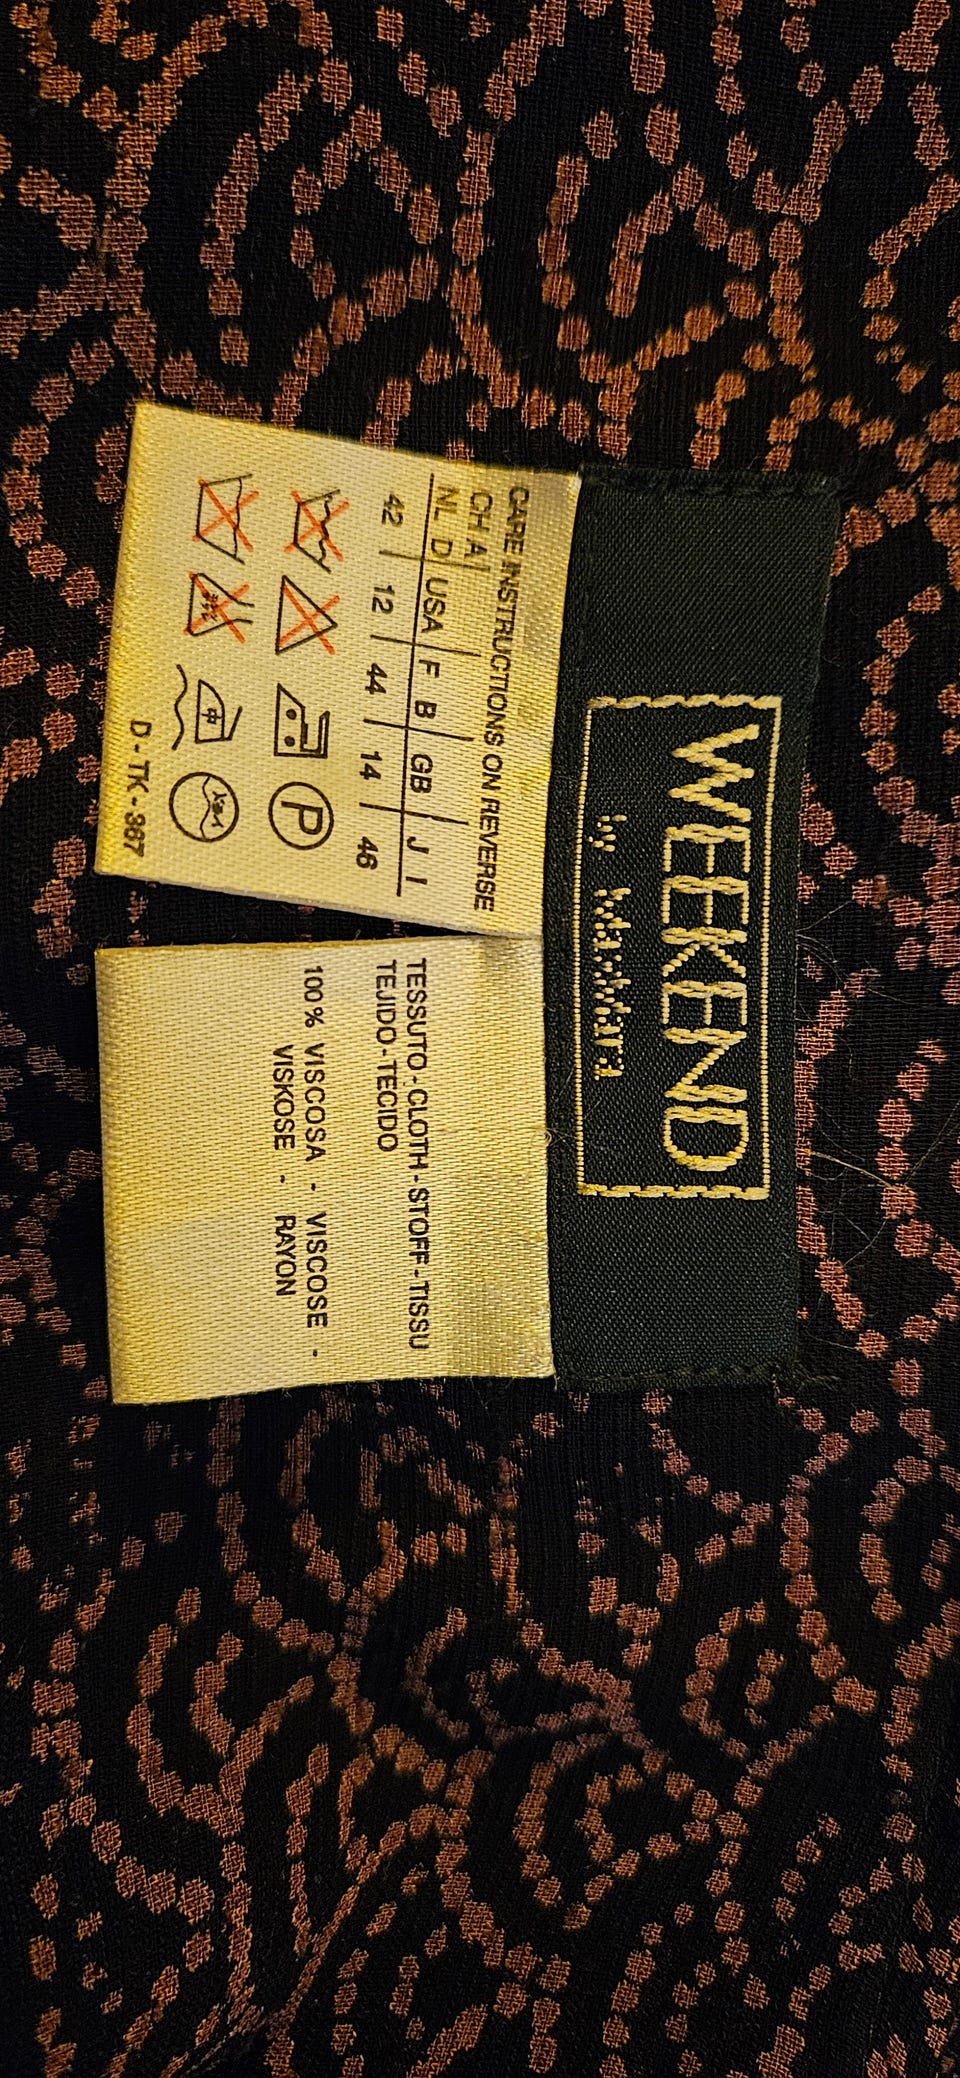 WEEKEND
by MaxMara
CARE INSTRUCTIONS ON REVERSE
CH A
NL D USA F B GB J I
42 12 44 14 46
P
D-TK-367
TESSUTO-CLOTH-STOFF-TISSU
TEJIDO-TECIDO
100% VISCOSA - VISCOSE -
VISKOSE - RAYON